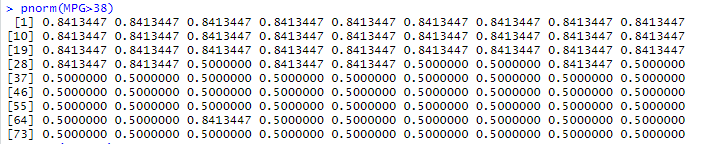 > pnorm(MPG>38)
[1] 0.8413447 0.8413447 0.8413447 0.8413447 0.8413447 0.8413447 0.8413447 0.8413447 0.8413447
[10] 0.8413447 0.8413447 0.8413447 0.8413447 0.8413447 0.8413447 0.8413447 0.8413447 0.8413447
[19] 0.8413447 0.8413447 0.8413447 0.8413447 0.8413447 0.8413447 0.8413447 0.8413447 0.8413447
[28] 0.8413447 0.8413447 0.5000000 0.8413447 0.8413447 0.5000000 0.5000000 0.8413447 0.5000000
[37] 0.5000000 0.5000000 0.5000000 0.5000000 0.5000000 0.5000000 0.5000000 0.5000000 0.5000000
[46] 0.5000000 0.5000000 0.5000000 0.5000000 0.5000000 0.5000000 0.5000000 0.5000000 0.5000000
[55] 0.5000000 0.5000000 0.5000000 0.5000000 0.5000000 0.5000000 0.5000000 0.5000000 0.5000000
[64] 0.5000000 0.5000000 0.8413447 0.5000000 0.5000000 0.5000000 0.5000000 0.5000000 0.5000000
[73] 0.5000000 0.5000000 0.5000000 0.5000000 0.5000000 0.5000000 0.5000000 0.5000000 0.5000000